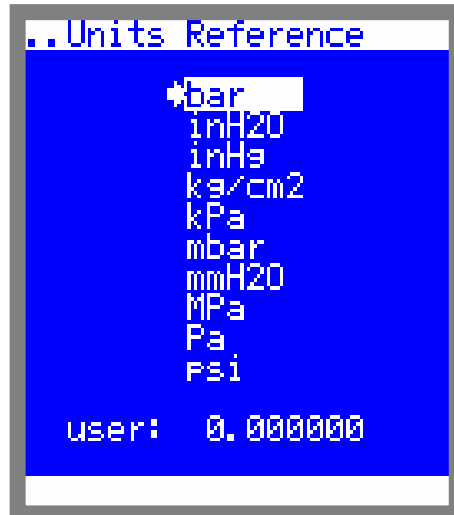 ..Units Reference
bar
inH2O
inHg
kg/cm2
kPa
mbar
mmH2O
MPa
Pa
psi
user: 0.000000